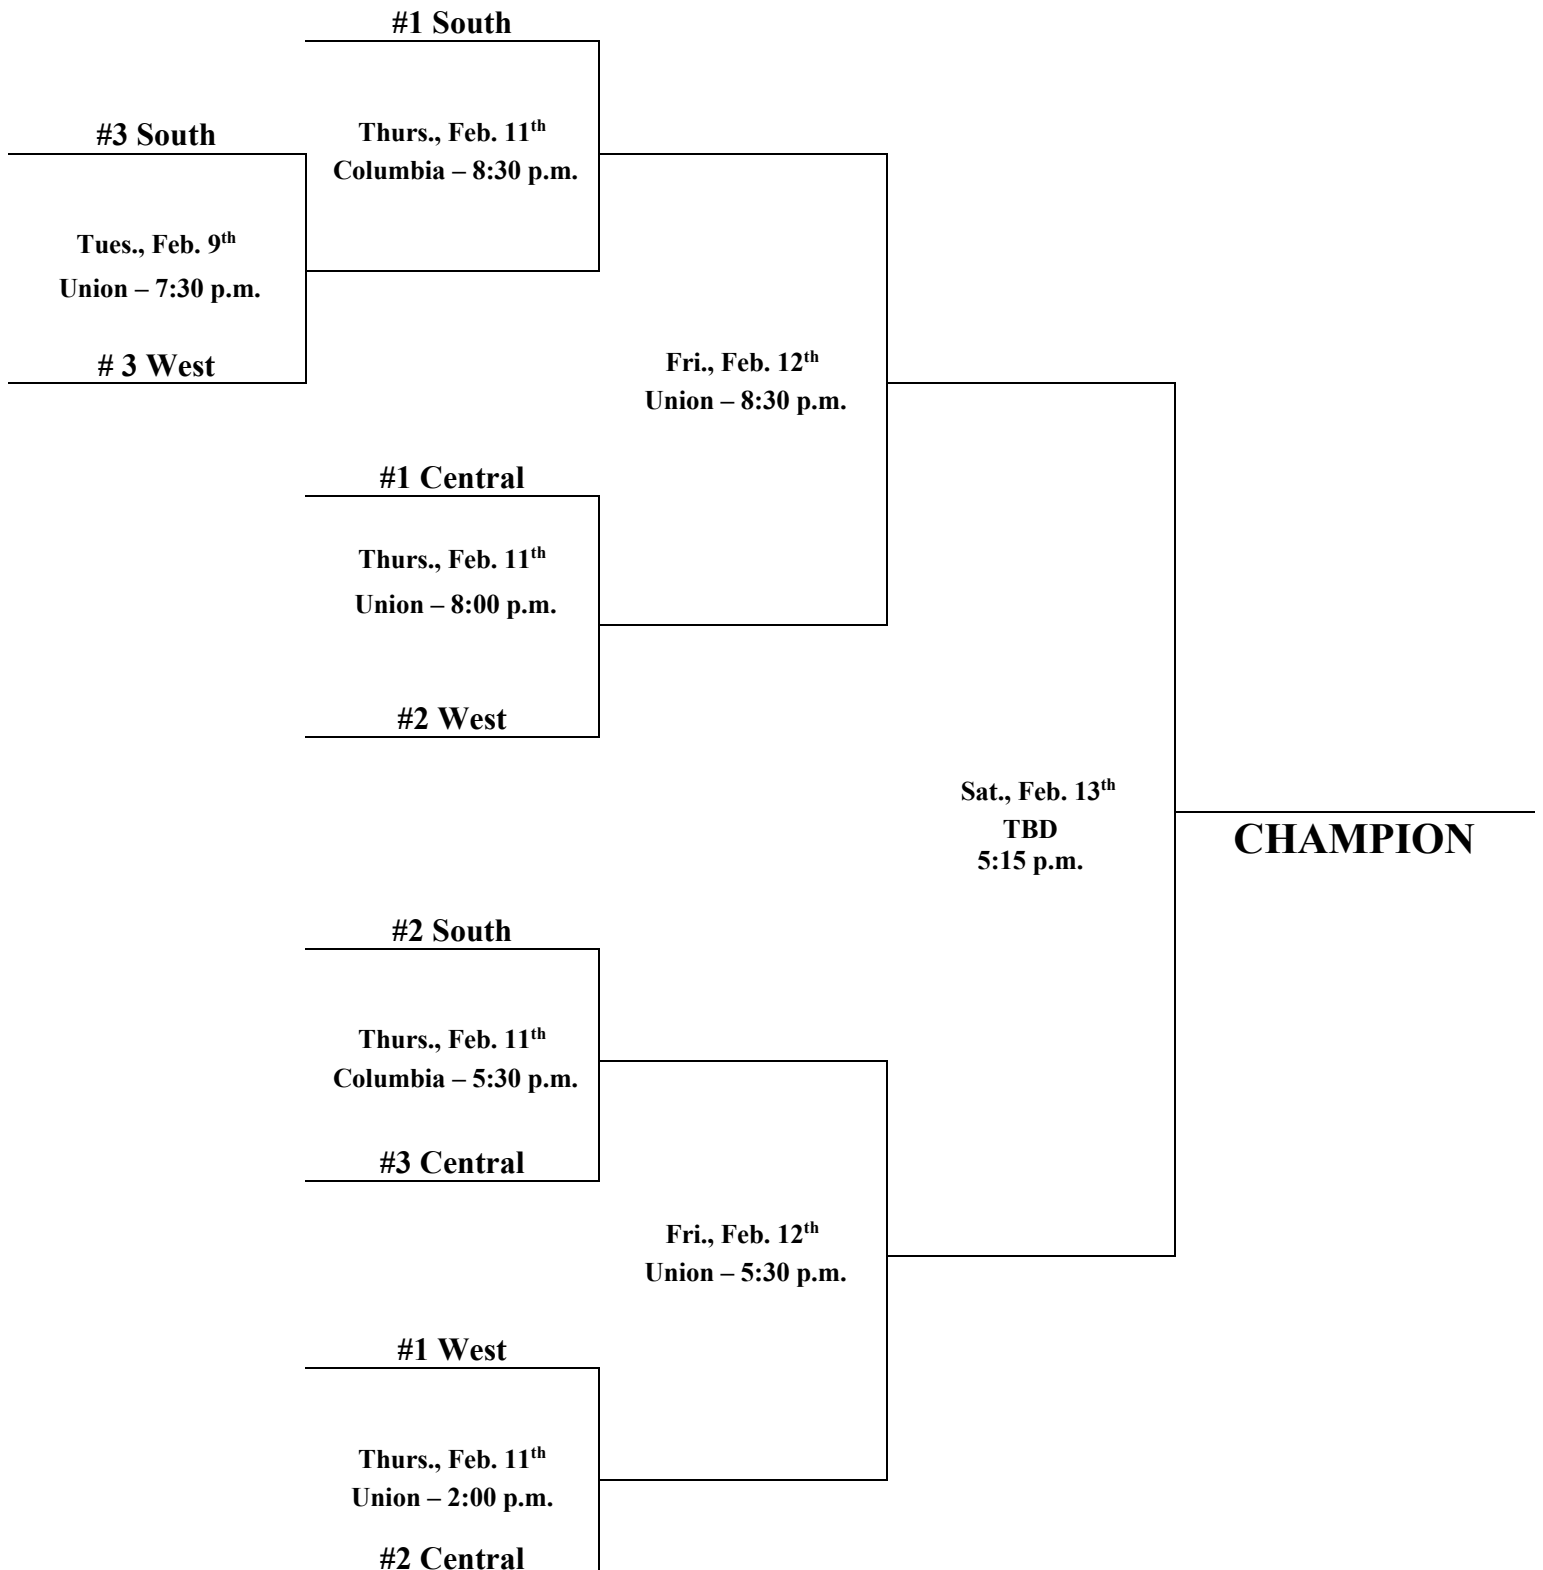 #1 South
Thurs., Feb. 11th
Columbia – 8:30 p.m.
#3 South
Tues., Feb. 9th
Union – 7:30 p.m.
# 3 West
Fri., Feb. 12th
Union – 8:30 p.m.
#1 Central
Thurs., Feb. 11th
Union – 8:00 p.m.
#2 West
Sat., Feb. 13th
TBD
5:15 p.m.
CHAMPION
#2 South
Thurs., Feb. 11th
Columbia – 5:30 p.m.
#3 Central
Fri., Feb. 12th
Union – 5:30 p.m.
#1 West
Thurs., Feb. 11th
Union – 2:00 p.m.
#2 Central